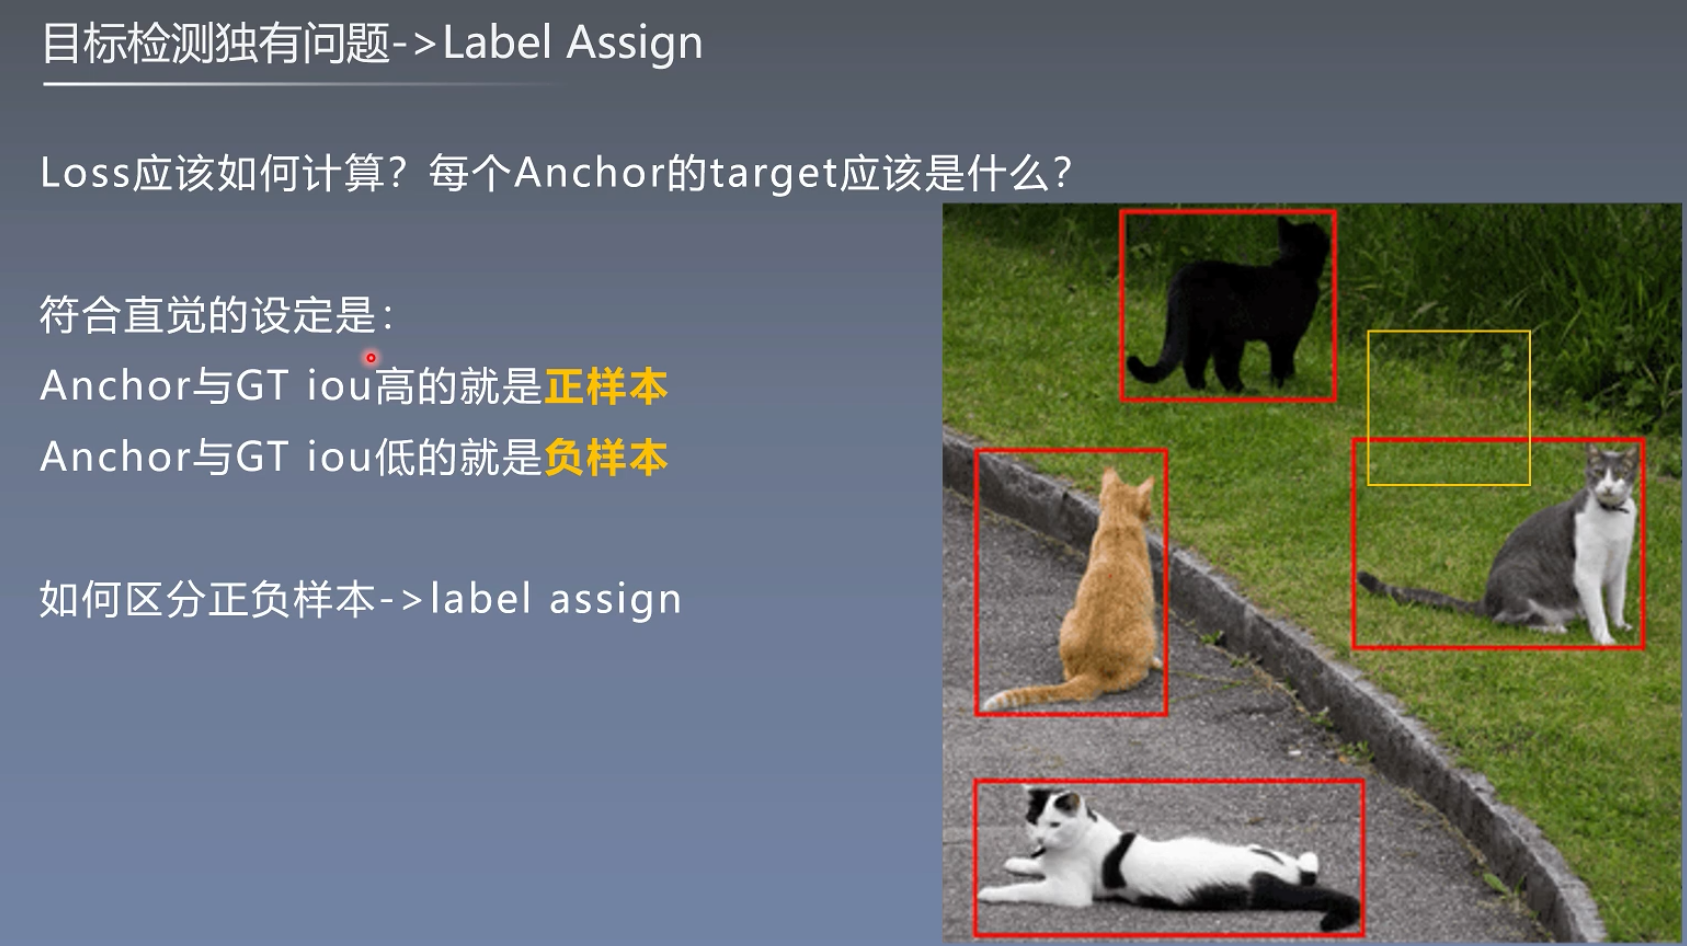 目标检测独有问题->Label Assign
Loss应该如何计算？每个Anchor的target应该是什么？
符合直觉的设定是：
Anchor与GT iou高的就是正样本
Anchor与GT iou低的就是负样本
如何区分正负样本->label assign